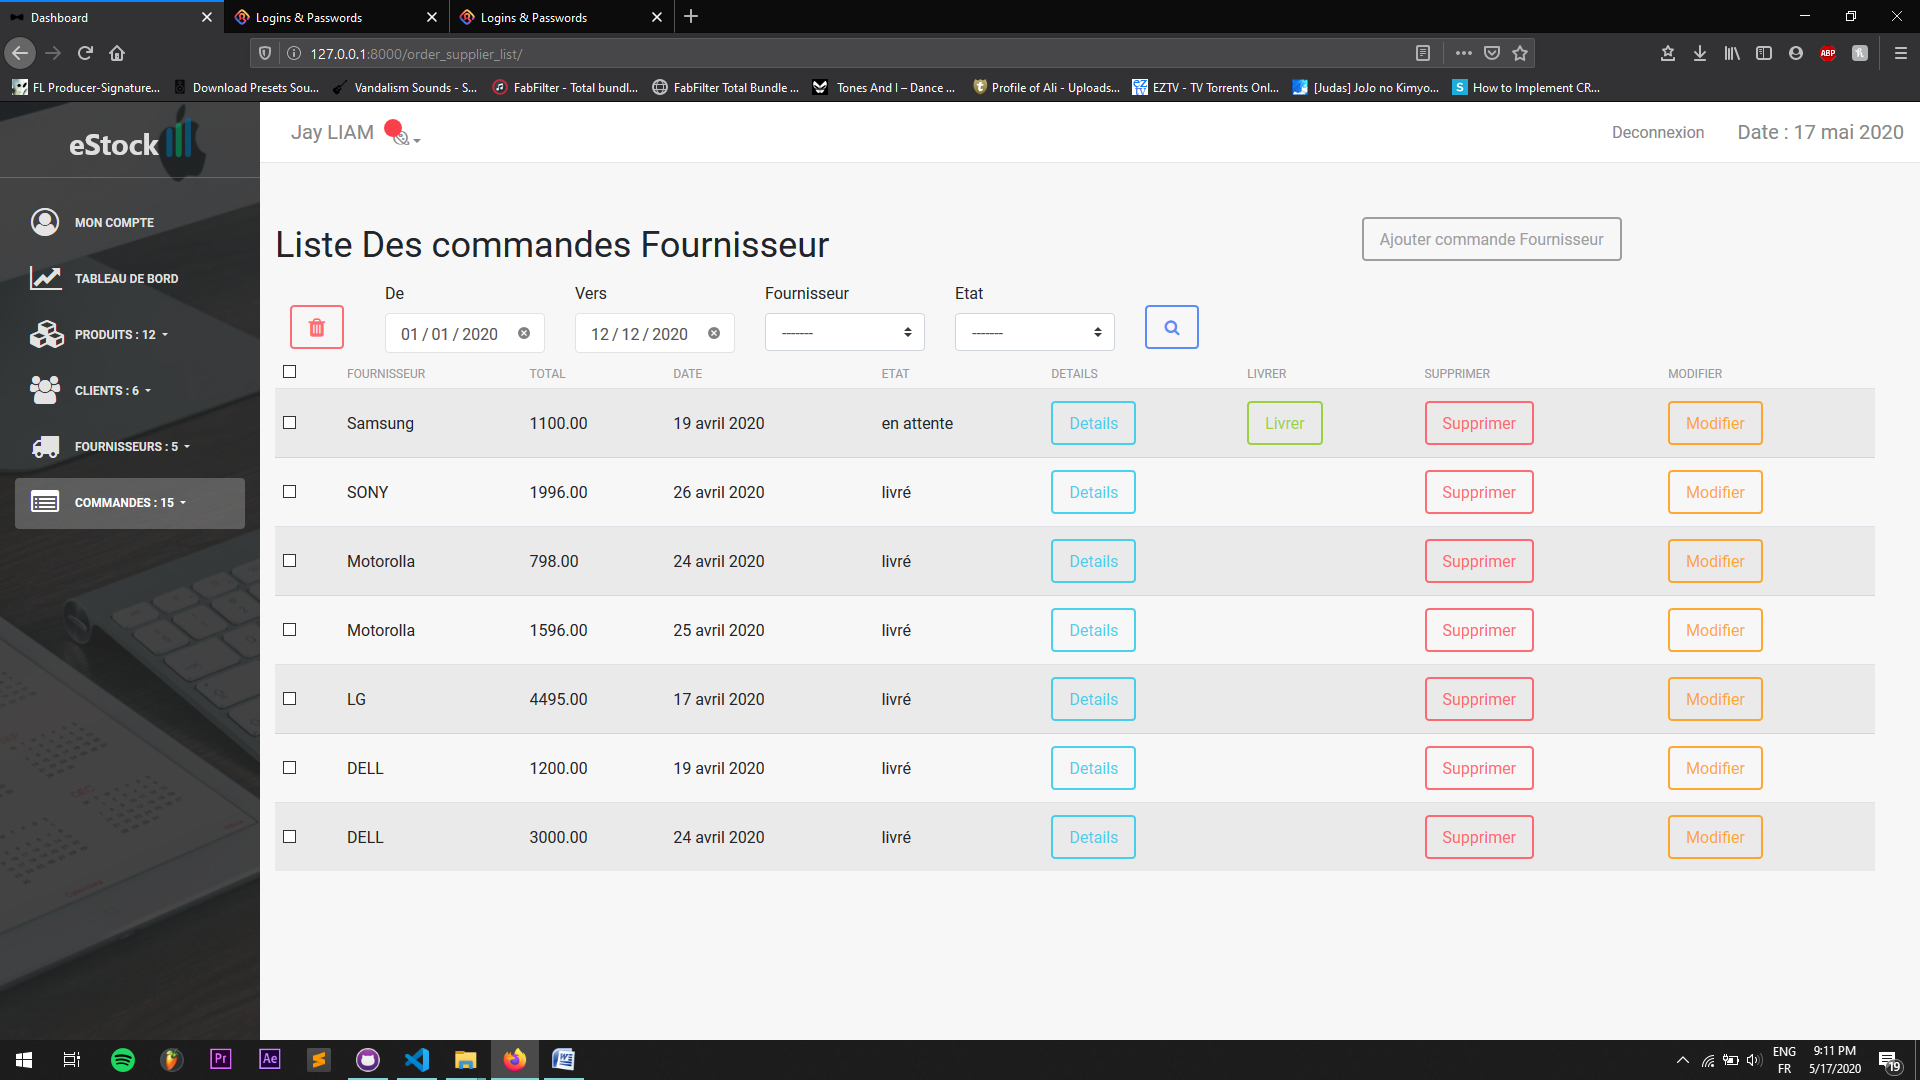 Dashboard
Logins & Passwords
Logins & Passwords
127.0.0.1:8000/order_supplier_list/
ABP
FL Producer-Signature...
Download Presets Sou...
Vandalism Sounds - S...
FabFilter - Total bundl...
FabFilter Total Bundle ...
Tones And I – Dance ...
Profile of Ali - Uploads...
EZTV - TV Torrents Onl...
[Judas] JoJo no Kimyo...
S How to Implement CR...
eStock
Jay LIAM
Deconnexion
Date : 17 mai 2020
MON COMPTE
TABLEAU DE BORD
PRODUITS : 12
CLIENTS : 6
FOURNISSEURS : 5
COMMANDES : 15
Liste Des commandes Fournisseur
Ajouter commande Fournisseur
De Vers Fournisseur Etat
01 / 01 / 2020 12 / 12 / 2020 ------- -------
FOURNISSEUR TOTAL DATE ETAT DETAILS LIVRER SUPPRIMER MODIFIER
Samsung 1100.00 19 avril 2020 en attente Details Livrer Supprimer Modifier
SONY 1996.00 26 avril 2020 livré Details Supprimer Modifier
Motorolla 798.00 24 avril 2020 livré Details Supprimer Modifier
Motorolla 1596.00 25 avril 2020 livré Details Supprimer Modifier
LG 4495.00 17 avril 2020 livré Details Supprimer Modifier
DELL 1200.00 19 avril 2020 livré Details Supprimer Modifier
DELL 3000.00 24 avril 2020 livré Details Supprimer Modifier
Pr
Ae
ENG
FR
9:11 PM
5/17/2020
19